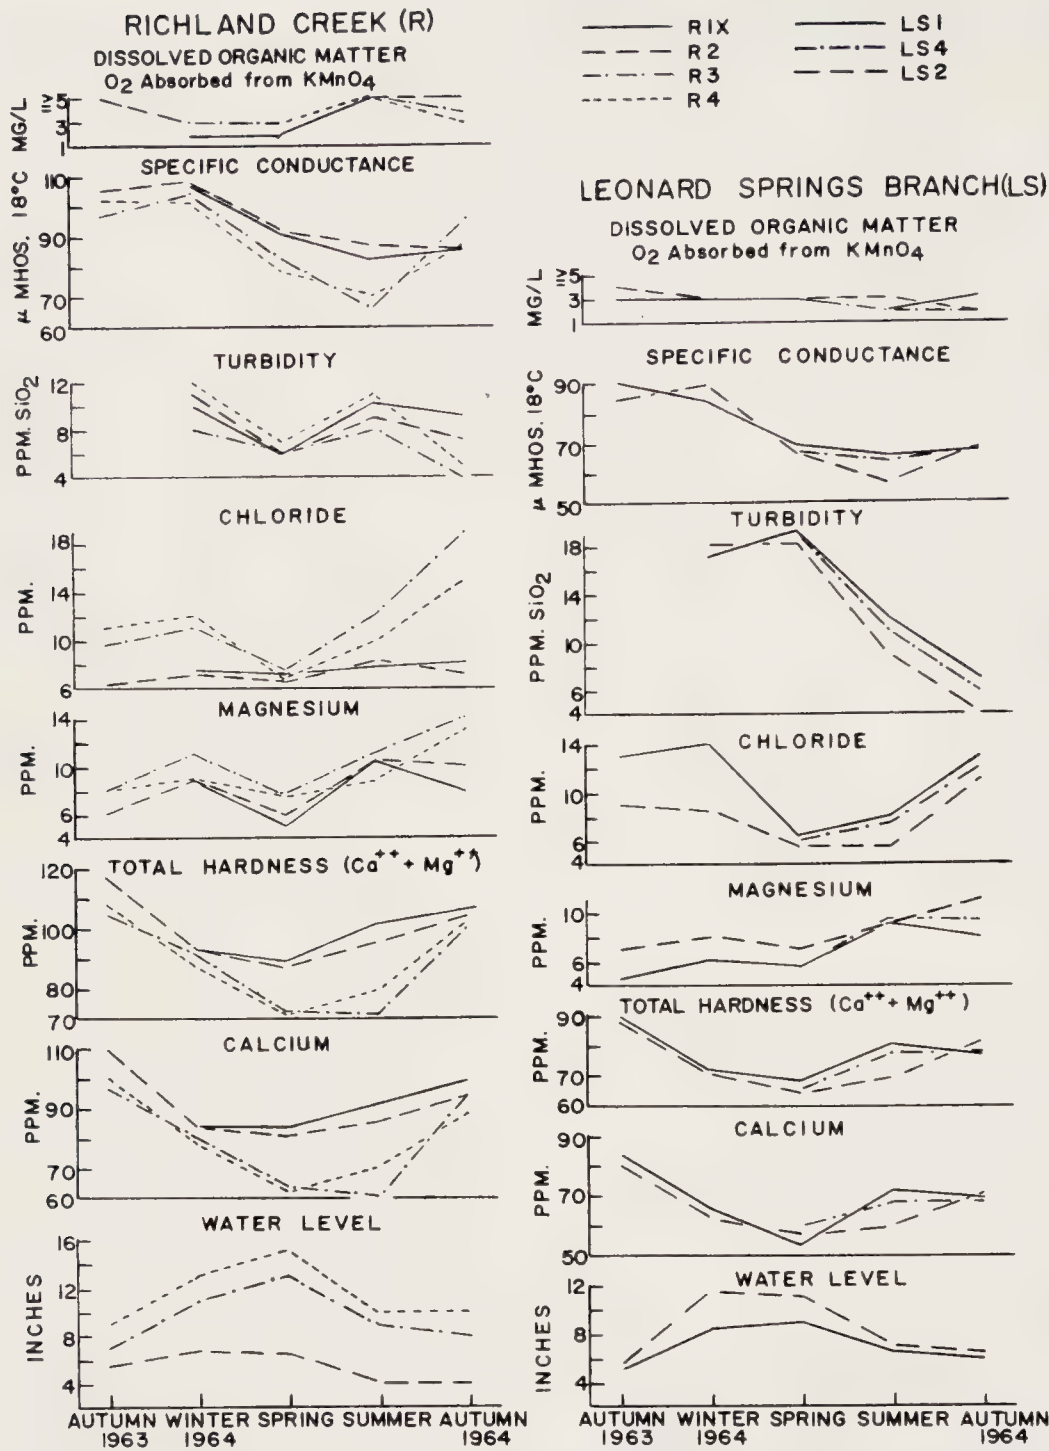 RICHLAND CREEK (R)
DISSOLVED ORGANIC MATTER
O2 Absorbed from KMnO4
≥5
3
1
MG/L
SPECIFIC CONDUCTANCE
110
90
70
60
µ MHOS. 18°C
TURBIDITY
12
8
4
PPM. SiO2
CHLORIDE
18
14
10
6
PPM.
MAGNESIUM
14
10
6
4
PPM.
TOTAL HARDNESS (Ca++ + Mg++)
120
100
80
70
PPM.
CALCIUM
110
90
70
60
PPM.
WATER LEVEL
16
12
8
4
INCHES
AUTUMN WINTER SPRING SUMMER AUTUMN
1963 1964 1964
R1X
R2
R3
R4
LS1
LS4
LS2
LEONARD SPRINGS BRANCH(LS)
DISSOLVED ORGANIC MATTER
O2 Absorbed from KMnO4
≥5
3
1
MG/L
SPECIFIC CONDUCTANCE
90
70
50
µ MHOS. 18°C
TURBIDITY
18
14
10
6
4
PPM. SiO2
CHLORIDE
14
10
6
4
PPM.
MAGNESIUM
10
6
4
PPM.
TOTAL HARDNESS (Ca++ + Mg++)
90
70
60
PPM.
CALCIUM
90
70
50
PPM.
WATER LEVEL
12
8
4
INCHES
AUTUMN WINTER SPRING SUMMER AUTUMN
1963 1964 1964